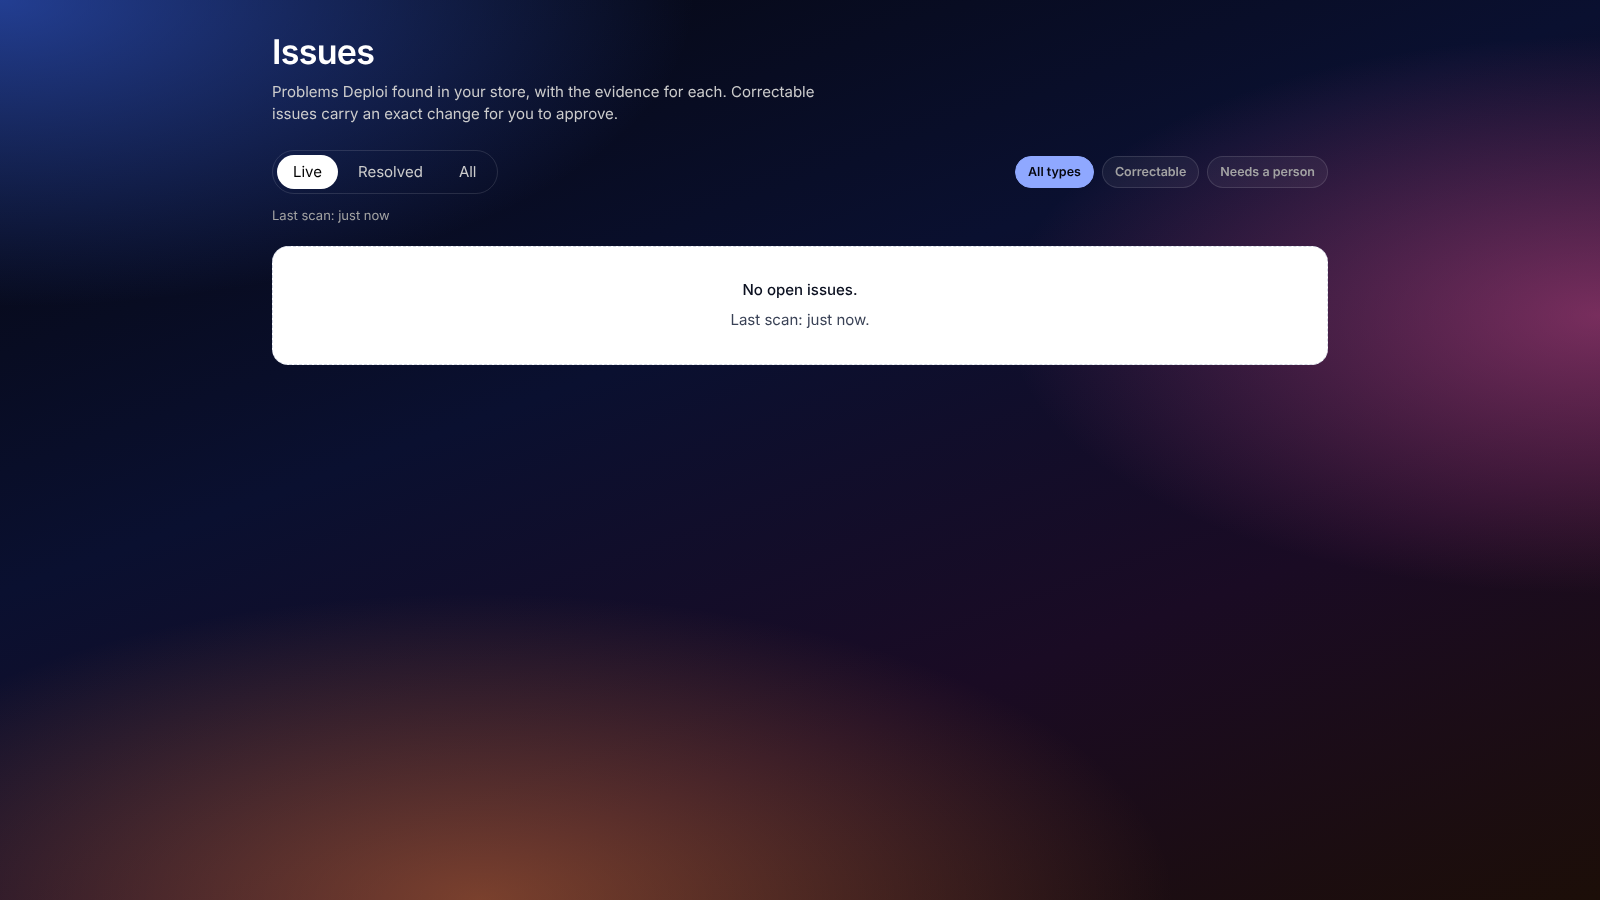 Issues
Problems Deploi found in your store, with the evidence for each. Correctable
issues carry an exact change for you to approve.
Live Resolved All
All types Correctable Needs a person
Last scan: just now
No open issues.
Last scan: just now.